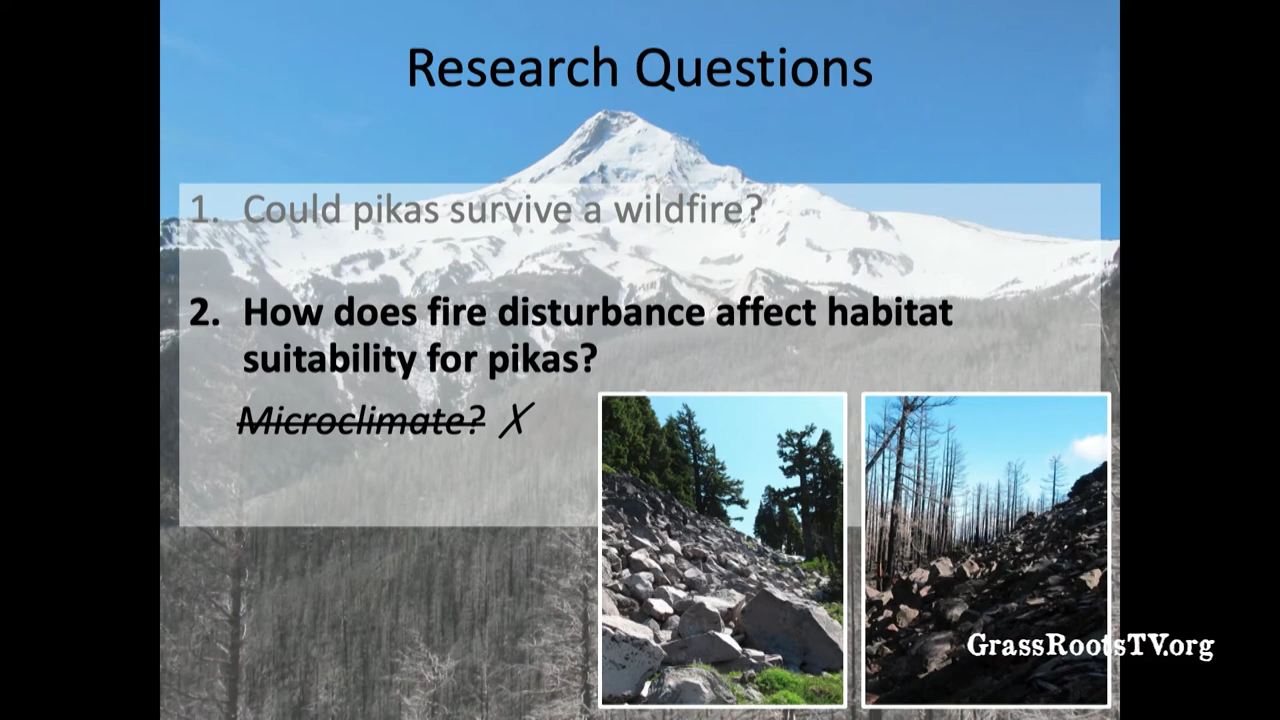 Research Questions
1. Could pikas survive a wildfire?
2. How does fire disturbance affect habitat
suitability for pikas?
Microclimate? X
GrassRootsTV.org